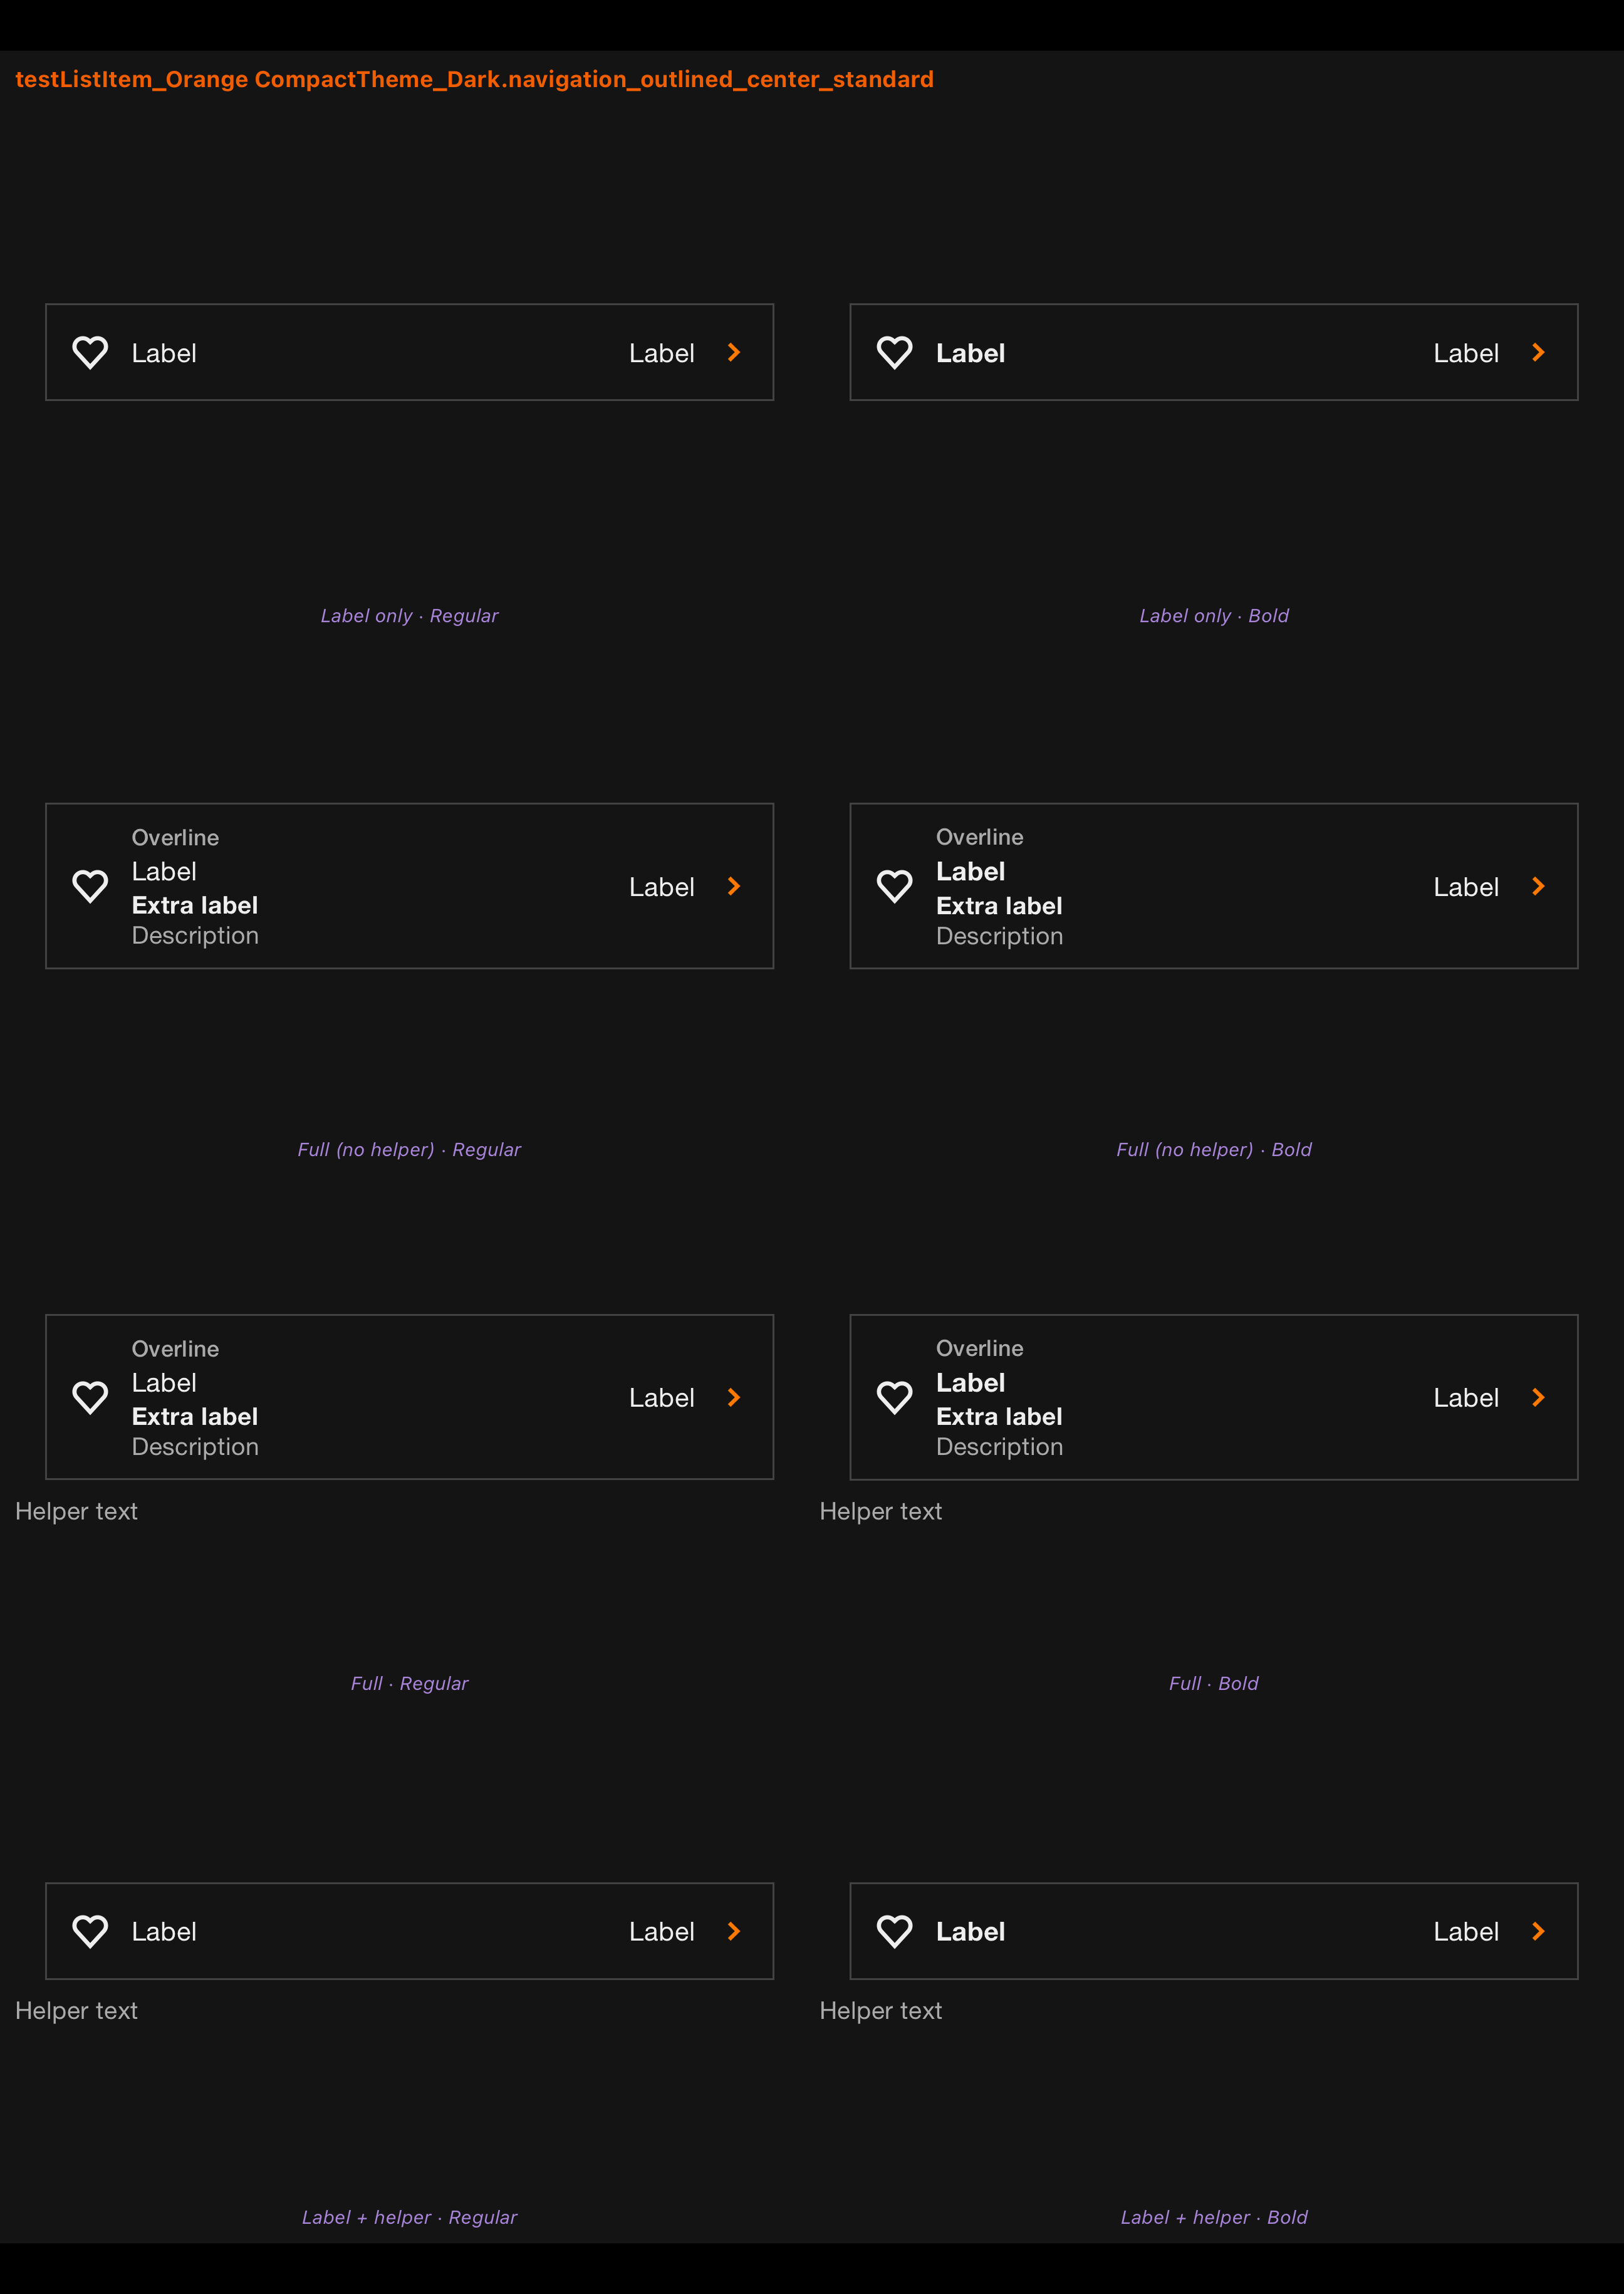 testListItem_Orange CompactTheme_Dark.navigation_outlined_center_standard
Label Label
Label Label
Label only · Regular
Label only · Bold
Overline
Label
Extra label
Description
Label
Overline
Label
Extra label
Description
Label
Full (no helper) · Regular
Full (no helper) · Bold
Overline
Label
Extra label
Description
Label
Helper text
Overline
Label
Extra label
Description
Label
Helper text
Full · Regular
Full · Bold
Label Label
Helper text
Label Label
Helper text
Label + helper · Regular
Label + helper · Bold